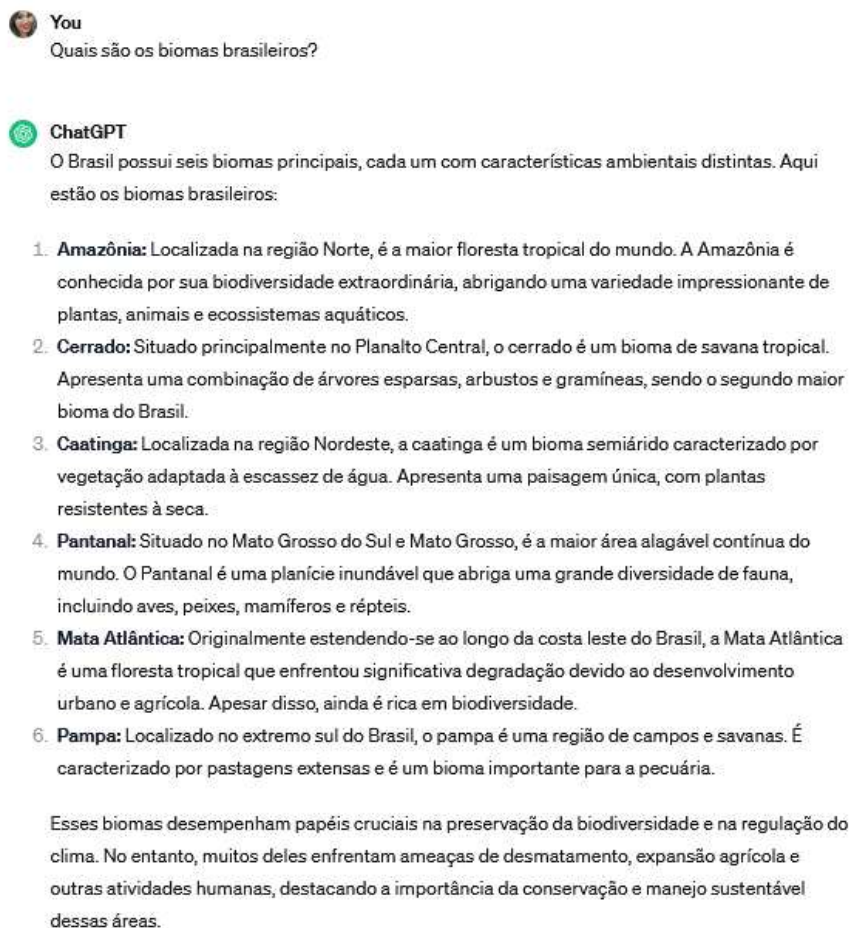 You
Quais são os biomas brasileiros?
ChatGPT
O Brasil possui seis biomas principais, cada um com características ambientais distintas. Aqui
estão os biomas brasileiros:
1. Amazônia: Localizada na região Norte, é a maior floresta tropical do mundo. A Amazônia é
conhecida por sua biodiversidade extraordinária, abrigando uma variedade impressionante de
plantas, animais e ecossistemas aquáticos.
2. Cerrado: Situado principalmente no Planalto Central, o cerrado é um bioma de savana tropical.
Apresenta uma combinação de árvores esparsas, arbustos e gramíneas, sendo o segundo maior
bioma do Brasil.
3. Caatinga: Localizada na região Nordeste, a caatinga é um bioma semiárido caracterizado por
vegetação adaptada à escassez de água. Apresenta uma paisagem única, com plantas
resistentes à seca.
4. Pantanal: Situado no Mato Grosso do Sul e Mato Grosso, é a maior área alagável contínua do
mundo. O Pantanal é uma planície inundável que abriga uma grande diversidade de fauna,
incluindo aves, peixes, mamíferos e répteis.
5. Mata Atlântica: Originalmente estendendo-se ao longo da costa leste do Brasil, a Mata Atlântica
é uma floresta tropical que enfrentou significativa degradação devido ao desenvolvimento
urbano e agrícola. Apesar disso, ainda é rica em biodiversidade.
6. Pampa: Localizado no extremo sul do Brasil, o pampa é uma região de campos e savanas. É
caracterizado por pastagens extensas e é um bioma importante para a pecuária.
Esses biomas desempenham papéis cruciais na preservação da biodiversidade e na regulação do
clima. No entanto, muitos deles enfrentam ameaças de desmatamento, expansão agrícola e
outras atividades humanas, destacando a importância da conservação e manejo sustentável
dessas áreas.